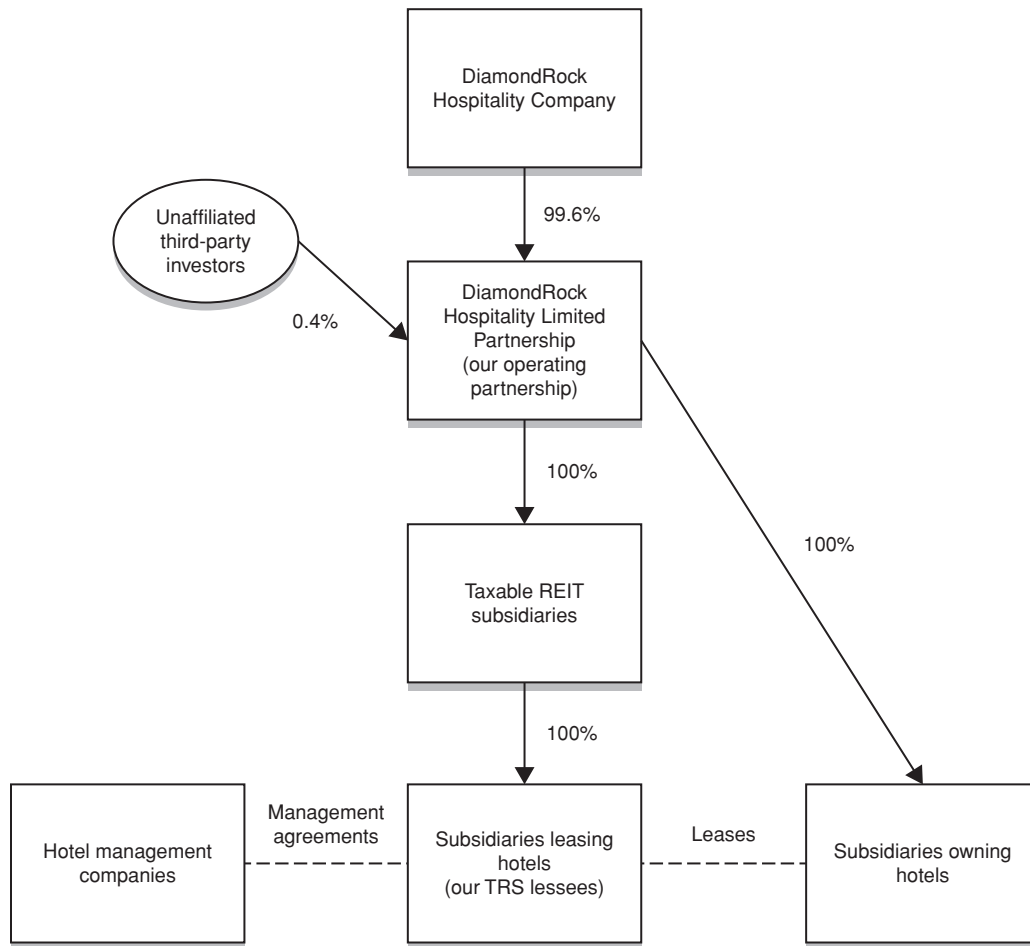 DiamondRock
Hospitality Company
99.6%
Unaffiliated
third-party
investors
0.4%
DiamondRock
Hospitality Limited
Partnership
(our operating
partnership)
100%
100%
Taxable REIT
subsidiaries
100%
Hotel management
companies
Management
agreements
Subsidiaries leasing
hotels
(our TRS lessees)
Leases
Subsidiaries owning
hotels